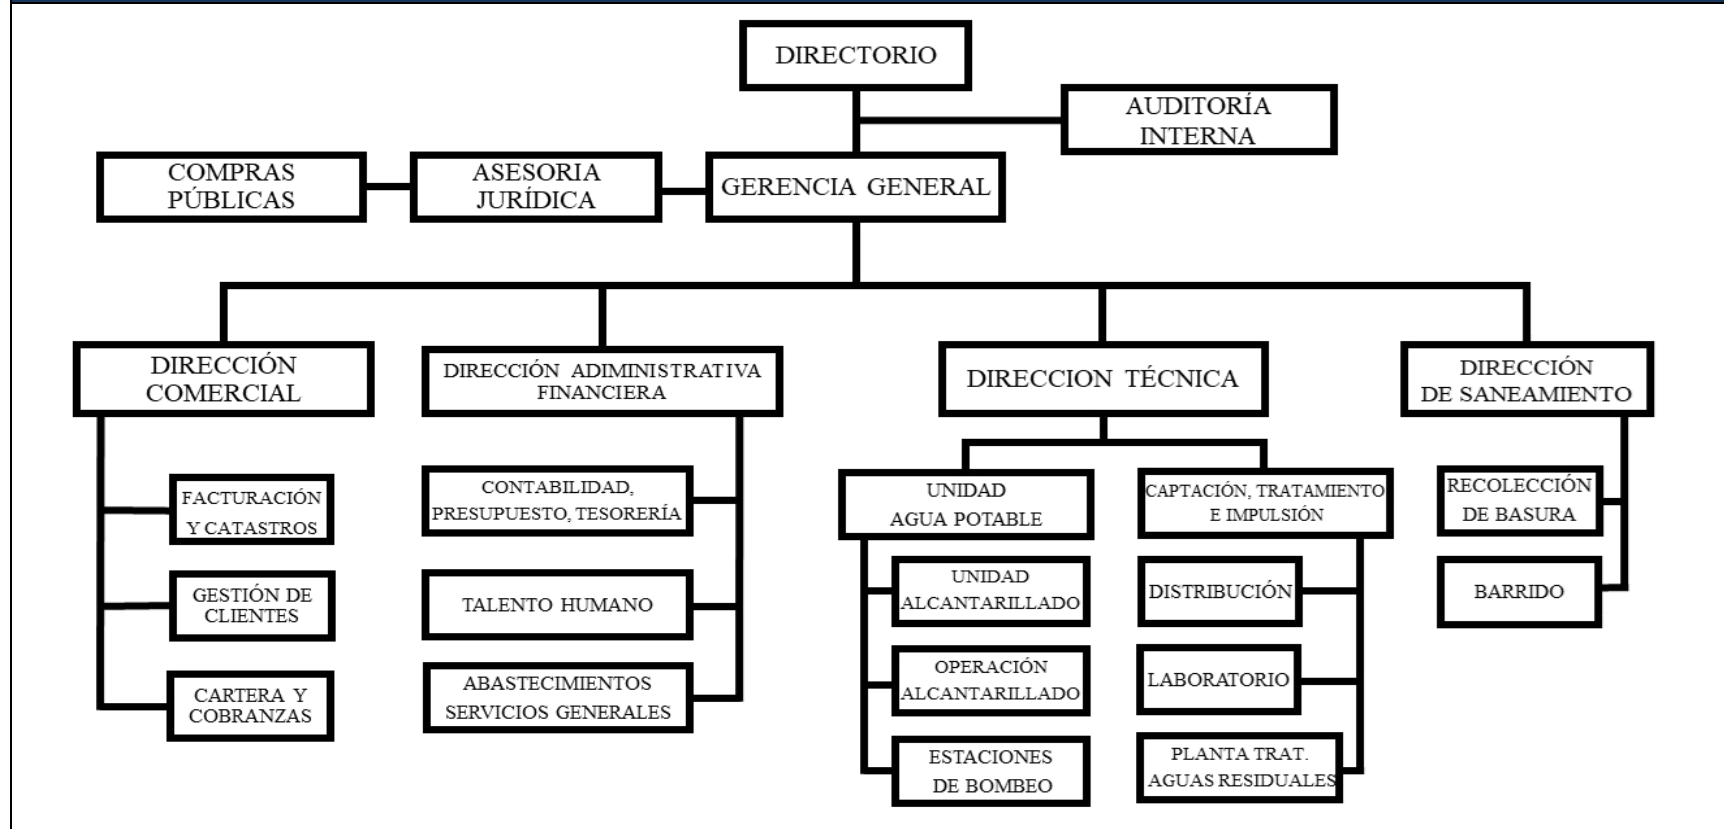 DIRECTORIO
AUDITORÍA
INTERNA
COMPRAS
PÚBLICAS
ASESORIA
JURÍDICA
GERENCIA GENERAL
DIRECCIÓN
COMERCIAL
DIRECCIÓN ADIMINISTRATIVA
FINANCIERA
DIRECCION TÉCNICA
DIRECCIÓN
DE SANEAMIENTO
FACTURACIÓN
Y CATASTROS
GESTIÓN DE
CLIENTES
CARTERA Y
COBRANZAS
CONTABILIDAD,
PRESUPUESTO, TESORERÍA
TALENTO HUMANO
ABASTECIMIENTOS
SERVICIOS GENERALES
UNIDAD
AGUA POTABLE
UNIDAD
ALCANTARILLADO
OPERACIÓN
ALCANTARILLADO
ESTACIONES
DE BOMBEO
CAPTACIÓN, TRATAMIENTO
E IMPULSIÓN
DISTRIBUCIÓN
LABORATORIO
PLANTA TRAT.
AGUAS RESIDUALES
RECOLECCIÓN
DE BASURA
BARRIDO